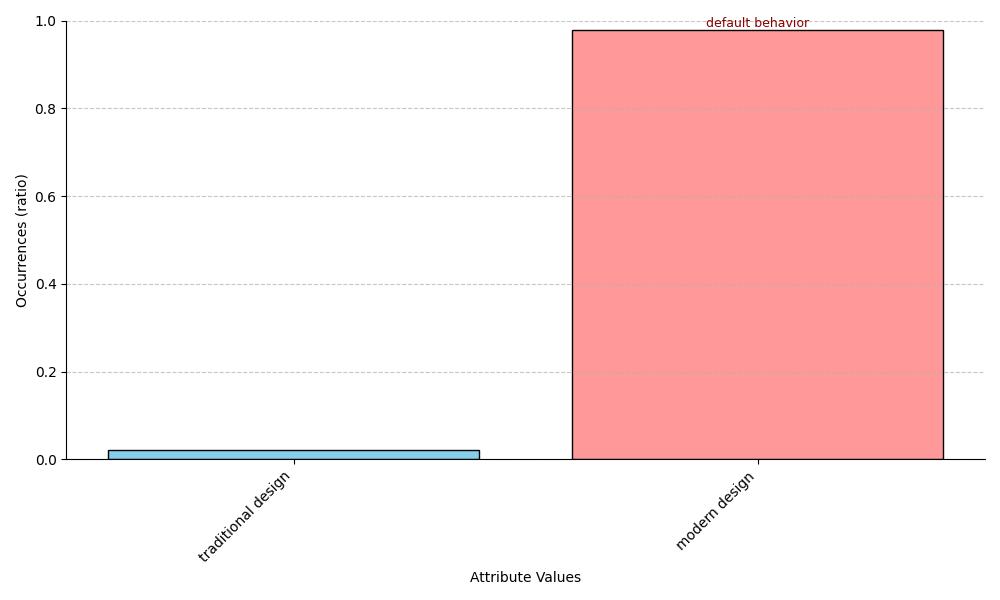 default behavior
1.0
0.8
0.6
0.4
0.2
0.0
Occurrences (ratio)
traditional design
modern design
Attribute Values